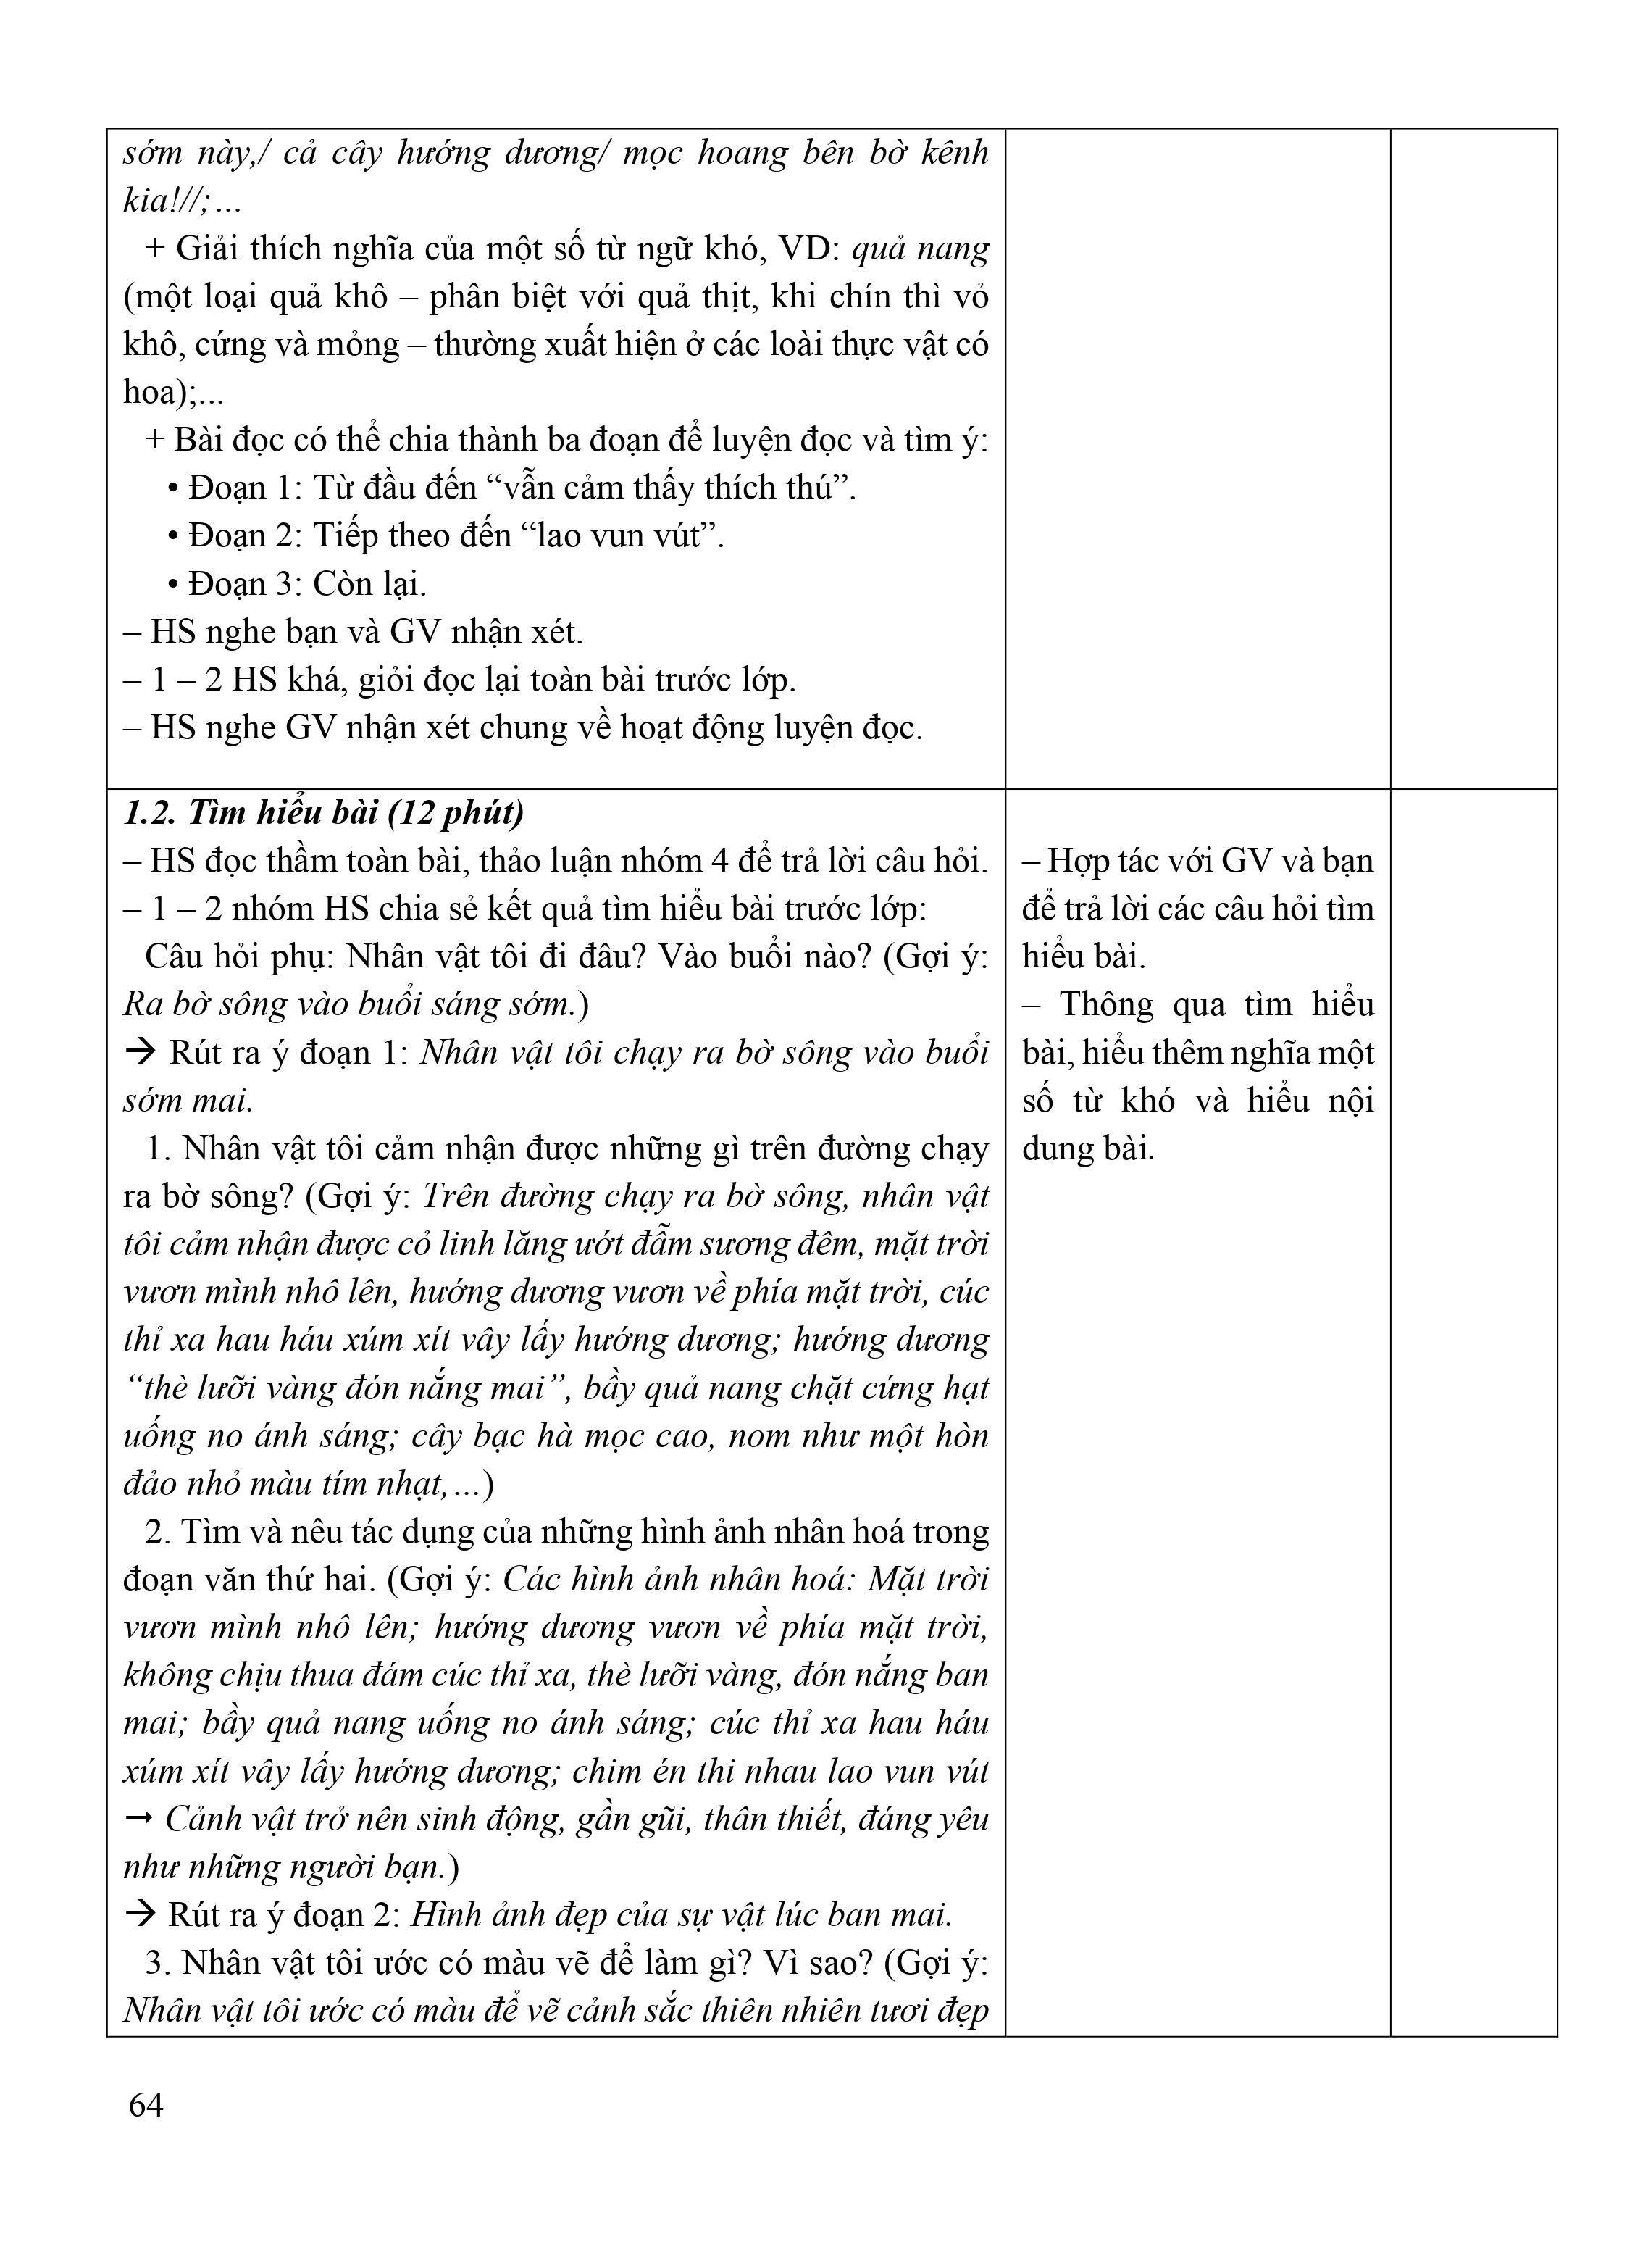 sớm này,/ cả cây hướng dương/ mọc hoang bên bờ kênh
kia!//;…
+ Giải thích nghĩa của một số từ ngữ khó, VD: quả nang
(một loại quả khô – phân biệt với quả thịt, khi chín thì vỏ
khô, cứng và mỏng – thường xuất hiện ở các loài thực vật có
hoa);...
+ Bài đọc có thể chia thành ba đoạn để luyện đọc và tìm ý:
• Đoạn 1: Từ đầu đến “vẫn cảm thấy thích thú”.
• Đoạn 2: Tiếp theo đến “lao vun vút”.
• Đoạn 3: Còn lại.
– HS nghe bạn và GV nhận xét.
– 1 – 2 HS khá, giỏi đọc lại toàn bài trước lớp.
– HS nghe GV nhận xét chung về hoạt động luyện đọc.
1.2. Tìm hiểu bài (12 phút)
– HS đọc thầm toàn bài, thảo luận nhóm 4 để trả lời câu hỏi.
– 1 – 2 nhóm HS chia sẻ kết quả tìm hiểu bài trước lớp:
Câu hỏi phụ: Nhân vật tôi đi đâu? Vào buổi nào? (Gợi ý:
Ra bờ sông vào buổi sáng sớm.)
→ Rút ra ý đoạn 1: Nhân vật tôi chạy ra bờ sông vào buổi
sớm mai.
1. Nhân vật tôi cảm nhận được những gì trên đường chạy
ra bờ sông? (Gợi ý: Trên đường chạy ra bờ sông, nhân vật
tôi cảm nhận được cỏ linh lăng ướt đẫm sương đêm, mặt trời
vươn mình nhô lên, hướng dương vươn về phía mặt trời, cúc
thỉ xa hau háu xúm xít vây lấy hướng dương; hướng dương
“thè lưỡi vàng đón nắng mai”, bầy quả nang chặt cứng hạt
uống no ánh sáng; cây bạc hà mọc cao, nom như một hòn
đảo nhỏ màu tím nhạt,…)
2. Tìm và nêu tác dụng của những hình ảnh nhân hoá trong
đoạn văn thứ hai. (Gợi ý: Các hình ảnh nhân hoá: Mặt trời
vươn mình nhô lên; hướng dương vươn về phía mặt trời,
không chịu thua đám cúc thỉ xa, thè lưỡi vàng, đón nắng ban
mai; bầy quả nang uống no ánh sáng; cúc thỉ xa hau háu
xúm xít vây lấy hướng dương; chim én thi nhau lao vun vút
→ Cảnh vật trở nên sinh động, gần gũi, thân thiết, đáng yêu
như những người bạn.)
→ Rút ra ý đoạn 2: Hình ảnh đẹp của sự vật lúc ban mai.
3. Nhân vật tôi ước có màu vẽ để làm gì? Vì sao? (Gợi ý:
Nhân vật tôi ước có màu để vẽ cảnh sắc thiên nhiên tươi đẹp
– Hợp tác với GV và bạn
để trả lời các câu hỏi tìm
hiểu bài.
– Thông qua tìm hiểu
bài, hiểu thêm nghĩa một
số từ khó và hiểu nội
dung bài.
64